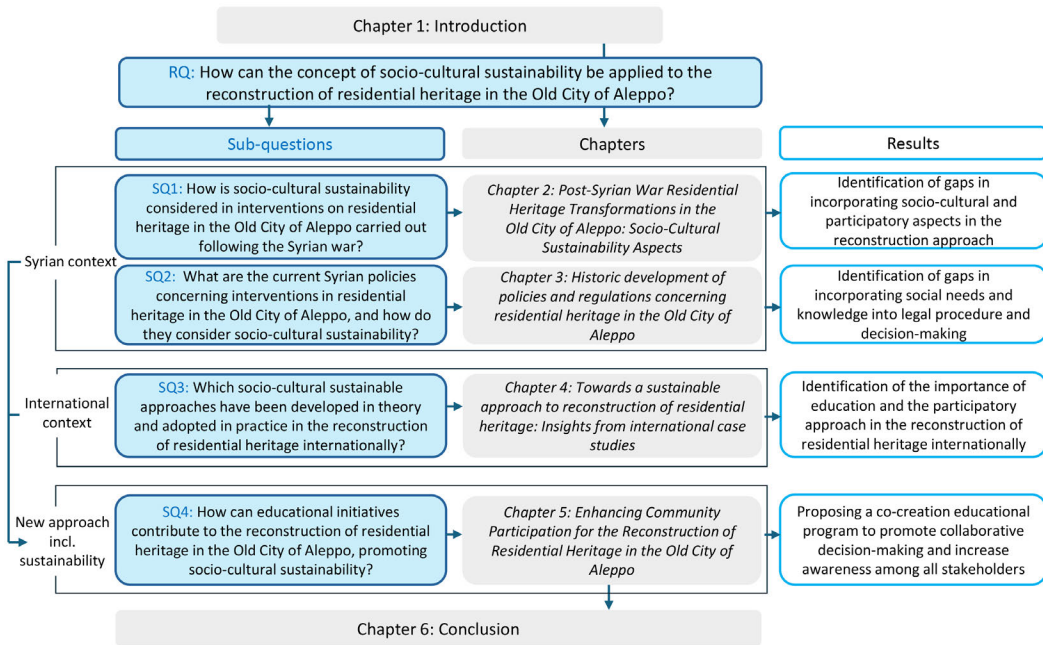 Chapter 1: Introduction
RQ: How can the concept of socio-cultural sustainability be applied to the
reconstruction of residential heritage in the Old City of Aleppo?
Sub-questions
Chapters
Results
Syrian context
SQ1: How is socio-cultural sustainability
considered in interventions on residential
heritage in the Old City of Aleppo carried out
following the Syrian war?
Chapter 2: Post-Syrian War Residential
Heritage Transformations in the
Old City of Aleppo: Socio-Cultural
Sustainability Aspects
Identification of gaps in
incorporating socio-cultural and
participatory aspects in the
reconstruction approach
SQ2: What are the current Syrian policies
concerning interventions in residential
heritage in the Old City of Aleppo, and how do
they consider socio-cultural sustainability?
Chapter 3: Historic development of
policies and regulations concerning
residential heritage in the Old City of
Aleppo
Identification of gaps in
incorporating social needs and
knowledge into legal procedure and
decision-making
International
context
SQ3: Which socio-cultural sustainable
approaches have been developed in theory
and adopted in practice in the reconstruction
of residential heritage internationally?
Chapter 4: Towards a sustainable
approach to reconstruction of residential
heritage: Insights from international case
studies
Identification of the importance of
education and the participatory
approach in the reconstruction of
residential heritage internationally
New approach
incl.
sustainability
SQ4: How can educational initiatives
contribute to the reconstruction of residential
heritage in the Old City of Aleppo, promoting
socio-cultural sustainability?
Chapter 5: Enhancing Community
Participation for the Reconstruction of
Residential Heritage in the Old City of
Aleppo
Proposing a co-creation educational
program to promote collaborative
decision-making and increase
awareness among all stakeholders
Chapter 6: Conclusion